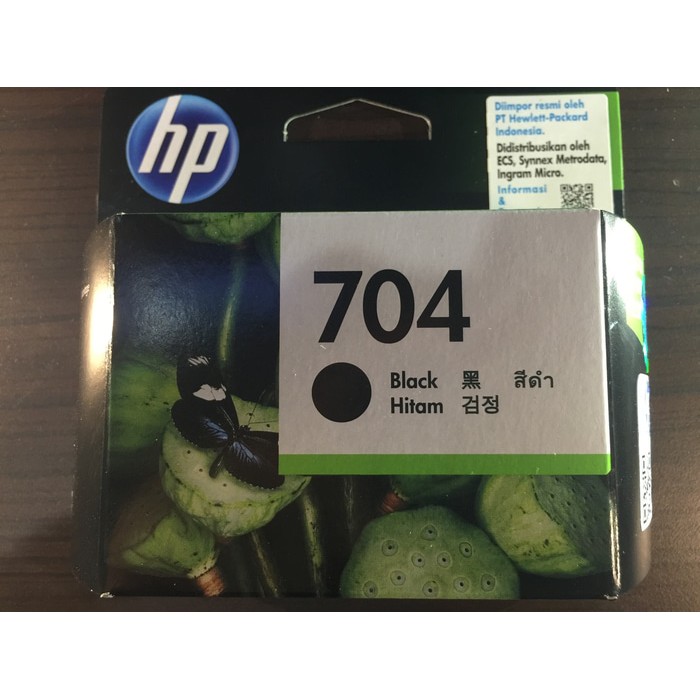 hp
Diimpor resmi oleh
PT Hewlett-Packard
Indonesia.
Didistribusikan oleh
ECS, Synnex Metrodata,
Ingram Micro.
Informasi
&
704
Black 黑 สีดำ
Hitam 검정